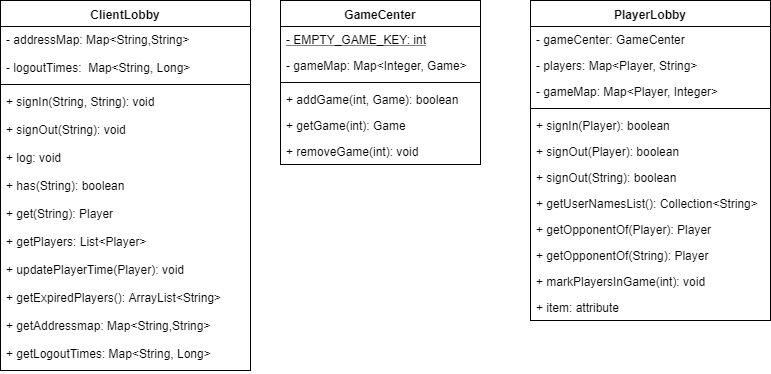 ClientLobby
- addressMap: Map<String,String>
- logoutTimes:  Map<String, Long>
+ signIn(String, String): void
+ signOut(String): void
+ log: void
+ has(String): boolean
+ get(String): Player
+ getPlayers: List<Player>
+ updatePlayerTime(Player): void
+ getExpiredPlayers(): ArrayList<String>
+ getAddressmap: Map<String,String>
+ getLogoutTimes: Map<String, Long>
GameCenter
- EMPTY_GAME_KEY: int
- gameMap: Map<Integer, Game>
+ addGame(int, Game): boolean
+ getGame(int): Game
+ removeGame(int): void
PlayerLobby
- gameCenter: GameCenter
- players: Map<Player, String>
- gameMap: Map<Player, Integer>
+ signIn(Player): boolean
+ signOut(Player): boolean
+ signOut(String): boolean
+ getUserNamesList(): Collection<String>
+ getOpponentOf(Player): Player
+ getOpponentOf(String): Player
+ markPlayersInGame(int): void
+ item: attribute